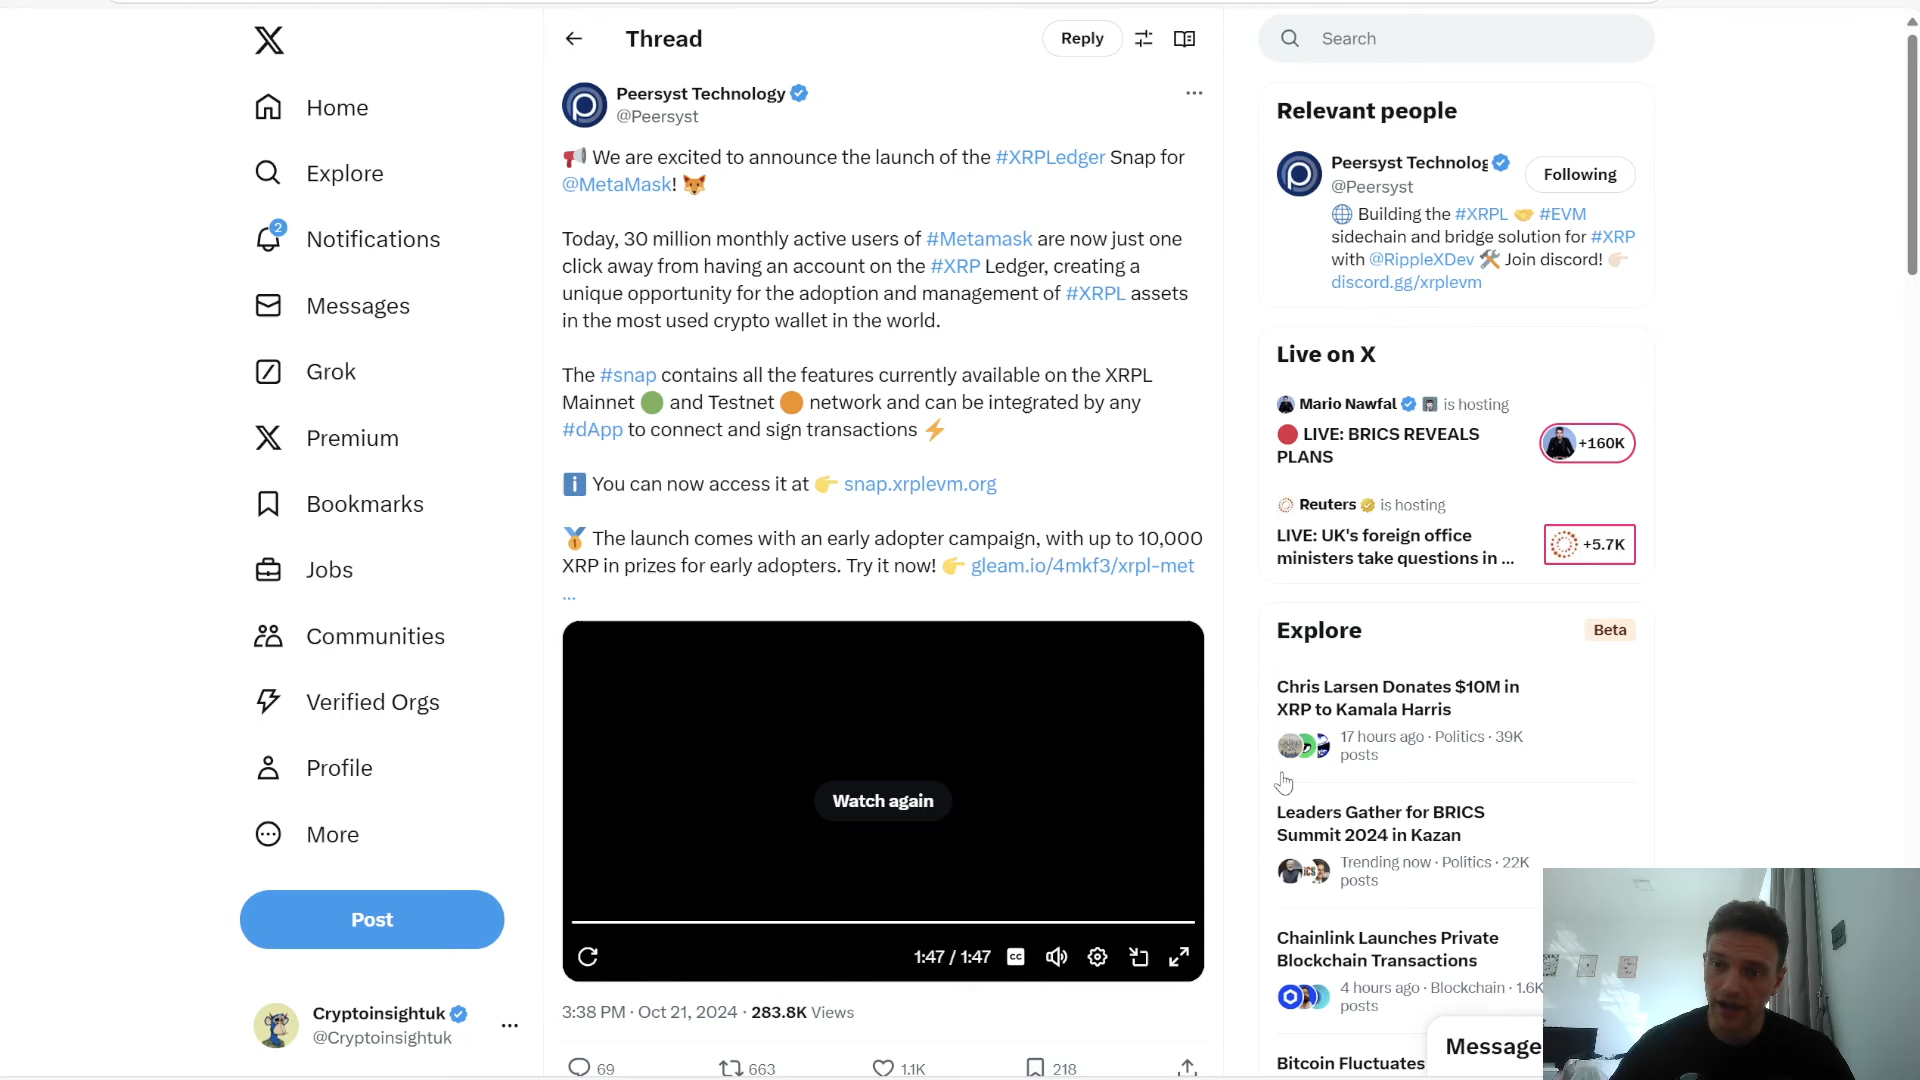 Home
Explore
2
Notifications
Messages
Grok
Premium
Bookmarks
Jobs
Communities
Verified Orgs
Profile
More
Post
Cryptoinsightuk
@Cryptoinsightuk
Thread
Reply
Peersyst Technology
@Peersyst
We are excited to announce the launch of the #XRPLedger Snap for
@MetaMask!
Today, 30 million monthly active users of #Metamask are now just one
click away from having an account on the #XRP Ledger, creating a
unique opportunity for the adoption and management of #XRPL assets
in the most used crypto wallet in the world.
The #snap contains all the features currently available on the XRPL
Mainnet and Testnet network and can be integrated by any
#dApp to connect and sign transactions
You can now access it at snap.xrplevm.org
The launch comes with an early adopter campaign, with up to 10,000
XRP in prizes for early adopters. Try it now! gleam.io/4mkf3/xrpl-met
...
Watch again
1:47 / 1:47
CC
3:38 PM · Oct 21, 2024 · 283.8K Views
69
663
1.1K
218
Search
Relevant people
Peersyst Technolog
Following
@Peersyst
Building the #XRPL #EVM
sidechain and bridge solution for #XRP
with @RippleXDev Join discord!
discord.gg/xrplevm
Live on X
Mario Nawfal is hosting
LIVE: BRICS REVEALS
PLANS
+160K
Reuters is hosting
LIVE: UK's foreign office
ministers take questions in ...
+5.7K
Explore
Beta
Chris Larsen Donates $10M in
XRP to Kamala Harris
17 hours ago · Politics · 39K
posts
Leaders Gather for BRICS
Summit 2024 in Kazan
Trending now · Politics · 22K
posts
Chainlink Launches Private
Blockchain Transactions
4 hours ago · Blockchain · 1.6K
posts
Bitcoin Fluctuates
Message